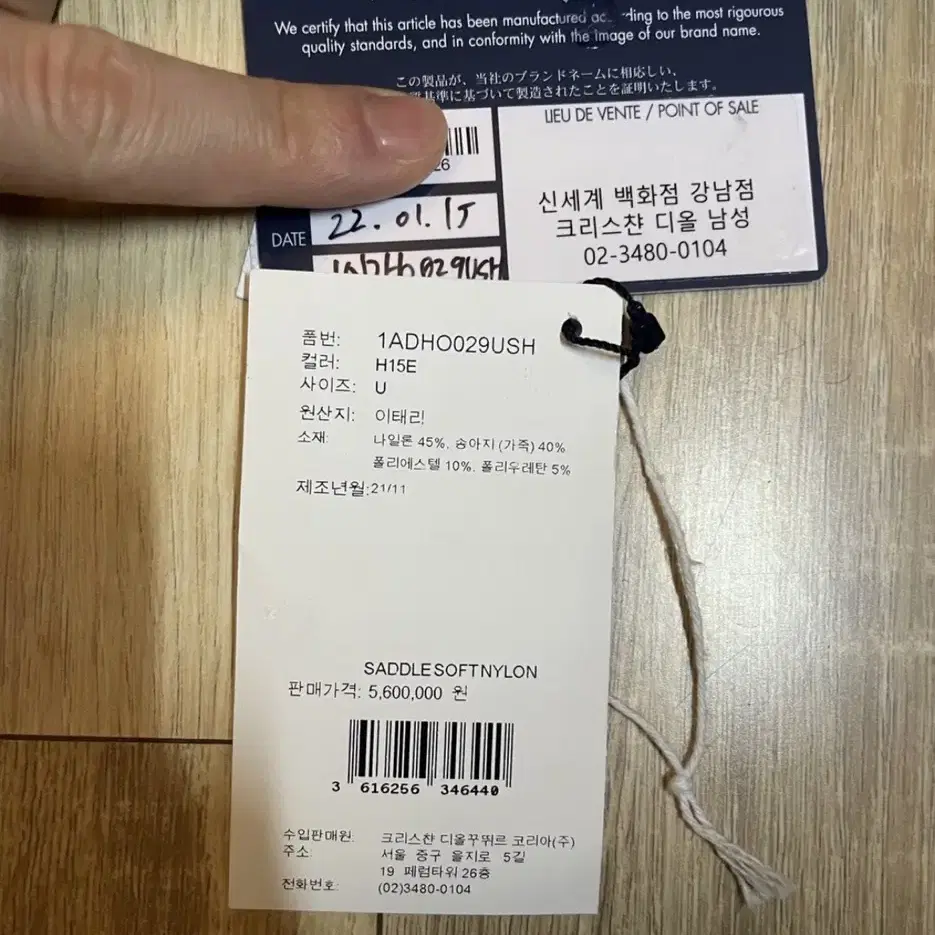 We certify that this article has been manufactured according to the most rigourous
quality standards, and in conformity with the image of our brand name.
この製品が、当社のブランドネームに相応しい、
基準に基づいて製造されたことを証明いたします。
26
LIEU DE VENTE / POINT OF SALE
신세계 백화점 강남점
크리스챤 디올 남성
02-3480-0104
DATE 22.01.15
품번: 1ADHO029USH
컬러: H15E
사이즈: U
원산지: 이태리
소재: 나일론 45%, 송아지 (가죽) 40%
폴리에스텔 10%, 폴리우레탄 5%
제조년월:21/11
SADDLE SOFT NYLON
판매가격: 5,600,000 원
3 616256 346440
수입판매원: 크리스챤 디올꾸뛰르 코리아(주)
주소: 서울 중구 을지로 5길
19 페럼타워 26층
전화번호: (02)3480-0104